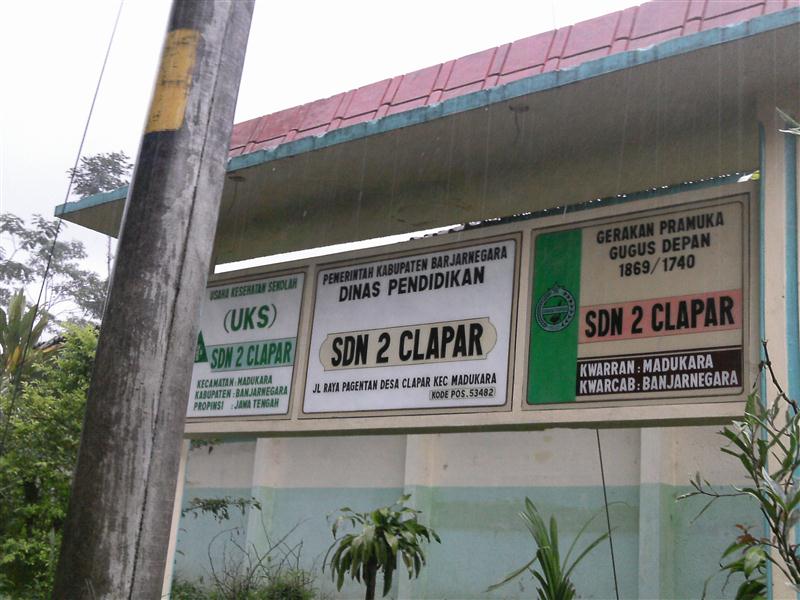 USAHA KESEHATAN SEKOLAH
(UKS)
SDN 2 CLAPAR
KECAMATAN : MADUKARA
KABUPATEN : BANJARNEGARA
PROPINSI : JAWA TENGAH
PEMERINTAH KABUPATEN BARJARNEGARA
DINAS PENDIDIKAN
SDN 2 CLAPAR
JL RAYA PAGENTAN DESA CLAPAR KEC MADUKARA
KODE POS. 53482
GERAKAN PRAMUKA
GUGUS DEPAN
1869/1740
SDN 2 CLAPAR
KWARRAN : MADUKARA
KWARCAB : BANJARNEGARA